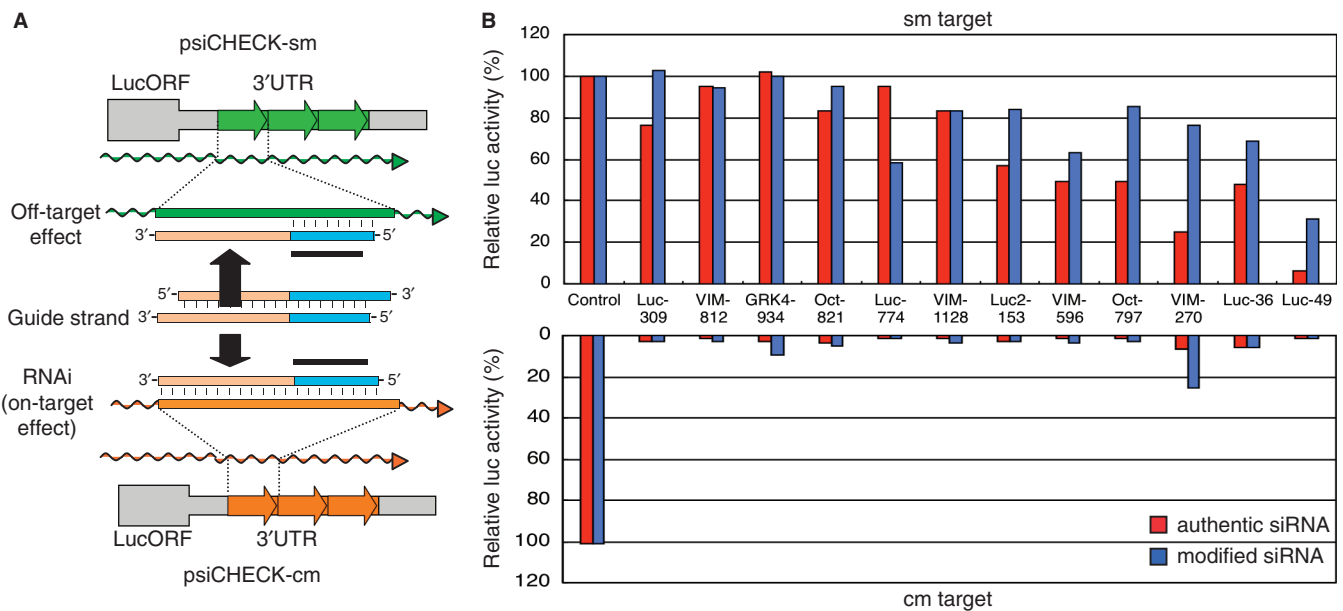 A
psiCHECK-sm
LucORF
3′UTR
Off-target
effect
3′-
-5′
5′-
-3′
Guide strand
3′-
-5′
RNAi
(on-target
effect)
3′-
-5′
LucORF
3′UTR
psiCHECK-cm
B
sm target
Relative luc activity (%)
120
100
80
60
40
20
0
Control
Luc-
309
VIM-
812
GRK4-
934
Oct-
821
Luc-
774
VIM-
1128
Luc2-
153
VIM-
596
Oct-
797
VIM-
270
Luc-36
Luc-49
Relative luc activity (%)
0
20
40
60
80
100
120
authentic siRNA
modified siRNA
cm target